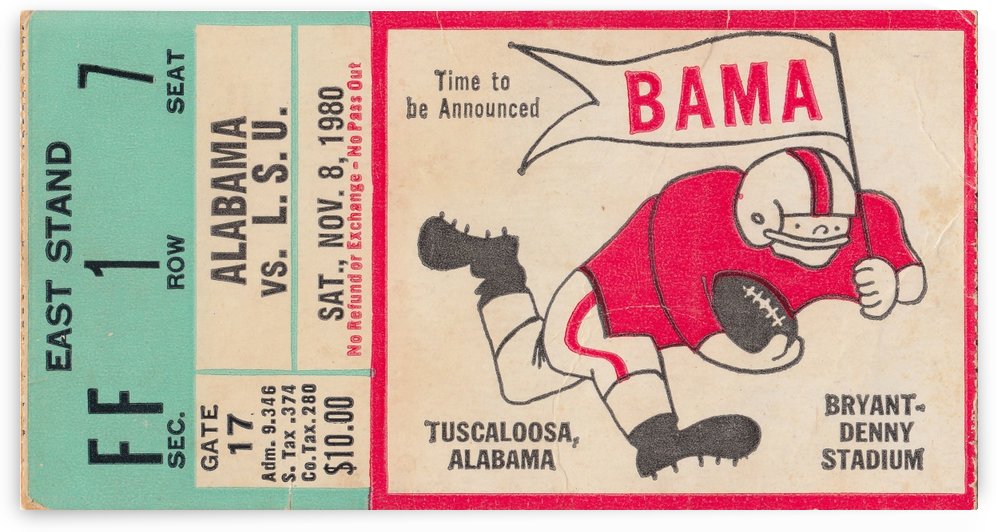 EAST STAND
FF 1 7
SEC. ROW SEAT
ALABAMA
vs. L.S.U.
SAT., NOV. 8, 1980
No Refund or Exchange - No Pass Out
GATE
17
Adm. 9.346
S. Tax .374
Co. Tax .280
$10.00
Time to
be Announced
BAMA
TUSCALOOSA,
ALABAMA
BRYANT-
DENNY
STADIUM